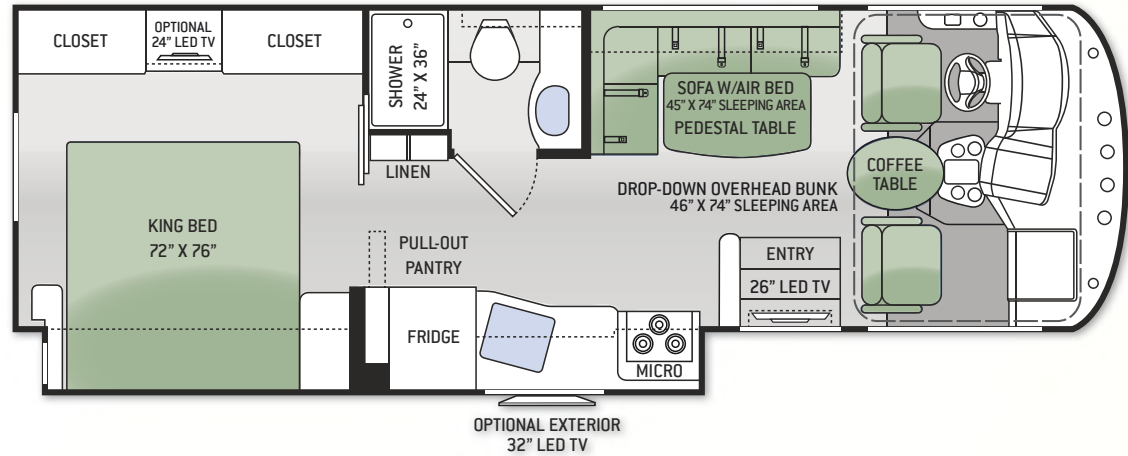 CLOSET
OPTIONAL
24" LED TV
CLOSET
SHOWER
24" X 36"
LINEN
SOFA W/AIR BED
45" X 74" SLEEPING AREA
PEDESTAL TABLE
COFFEE
TABLE
DROP-DOWN OVERHEAD BUNK
46" X 74" SLEEPING AREA
KING BED
72" X 76"
PULL-OUT
PANTRY
ENTRY
26" LED TV
FRIDGE
MICRO
OPTIONAL EXTERIOR
32" LED TV